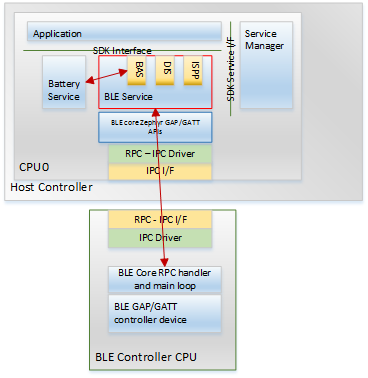 Application
SDK Interface
SDK Service I/F
Service
Manager
Battery
Service
BAS
DIS
ISPP
BLE Service
BLE core Zephyr GAP/GATT
APIs
RPC – IPC Driver
IPC I/F
CPU0
Host Controller
RPC - IPC I/F
IPC Driver
BLE Core RPC handler
and main loop
BLE GAP/GATT
controller device
BLE Controller CPU